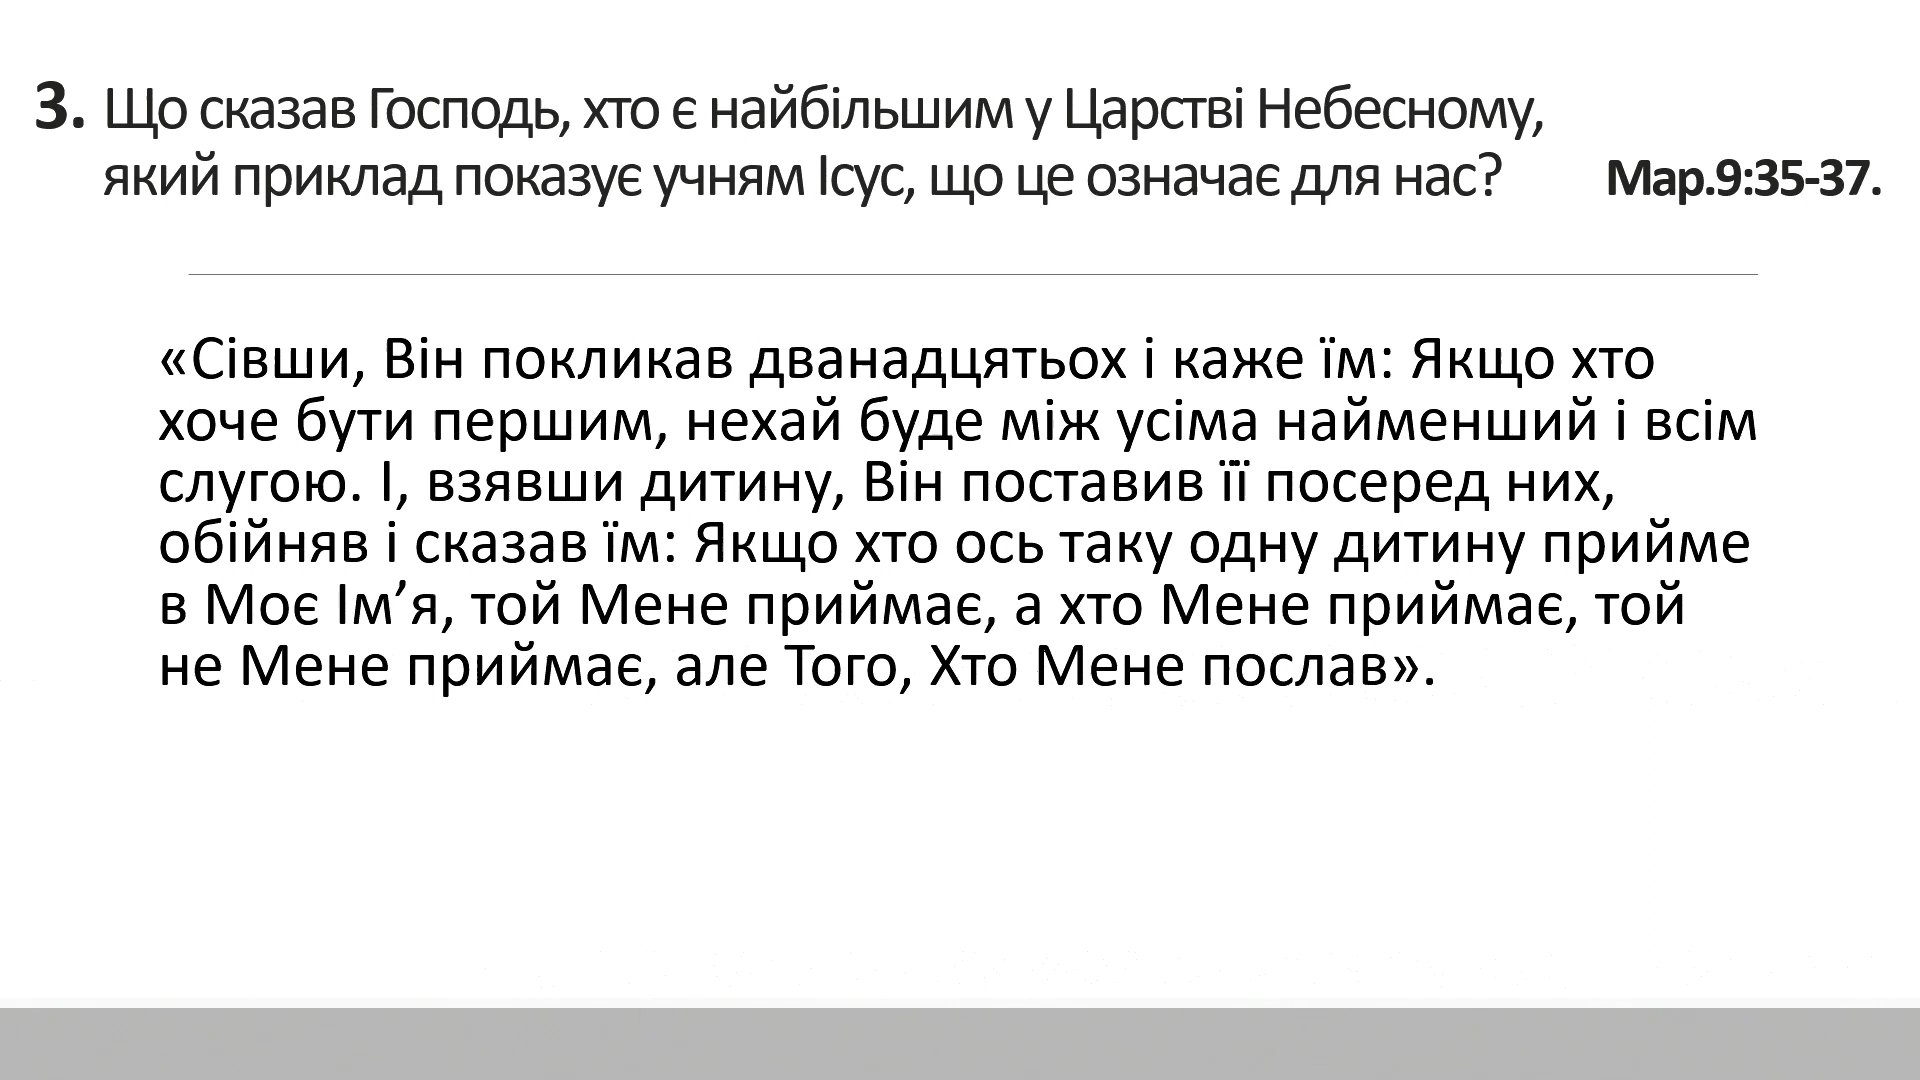 3. Що сказав Господь, хто є найбільшим у Царстві Небесному,
який приклад показує учням Ісус, що це означає для нас? Мар.9:35-37.
«Сівши, Він покликав дванадцятьох і каже їм: Якщо хто
хоче бути першим, нехай буде між усіма найменший і всім
слугою. І, взявши дитину, Він поставив її посеред них,
обійняв і сказав їм: Якщо хто ось таку одну дитину прийме
в Моє Ім’я, той Мене приймає, а хто Мене приймає, той
не Мене приймає, але Того, Хто Мене послав».